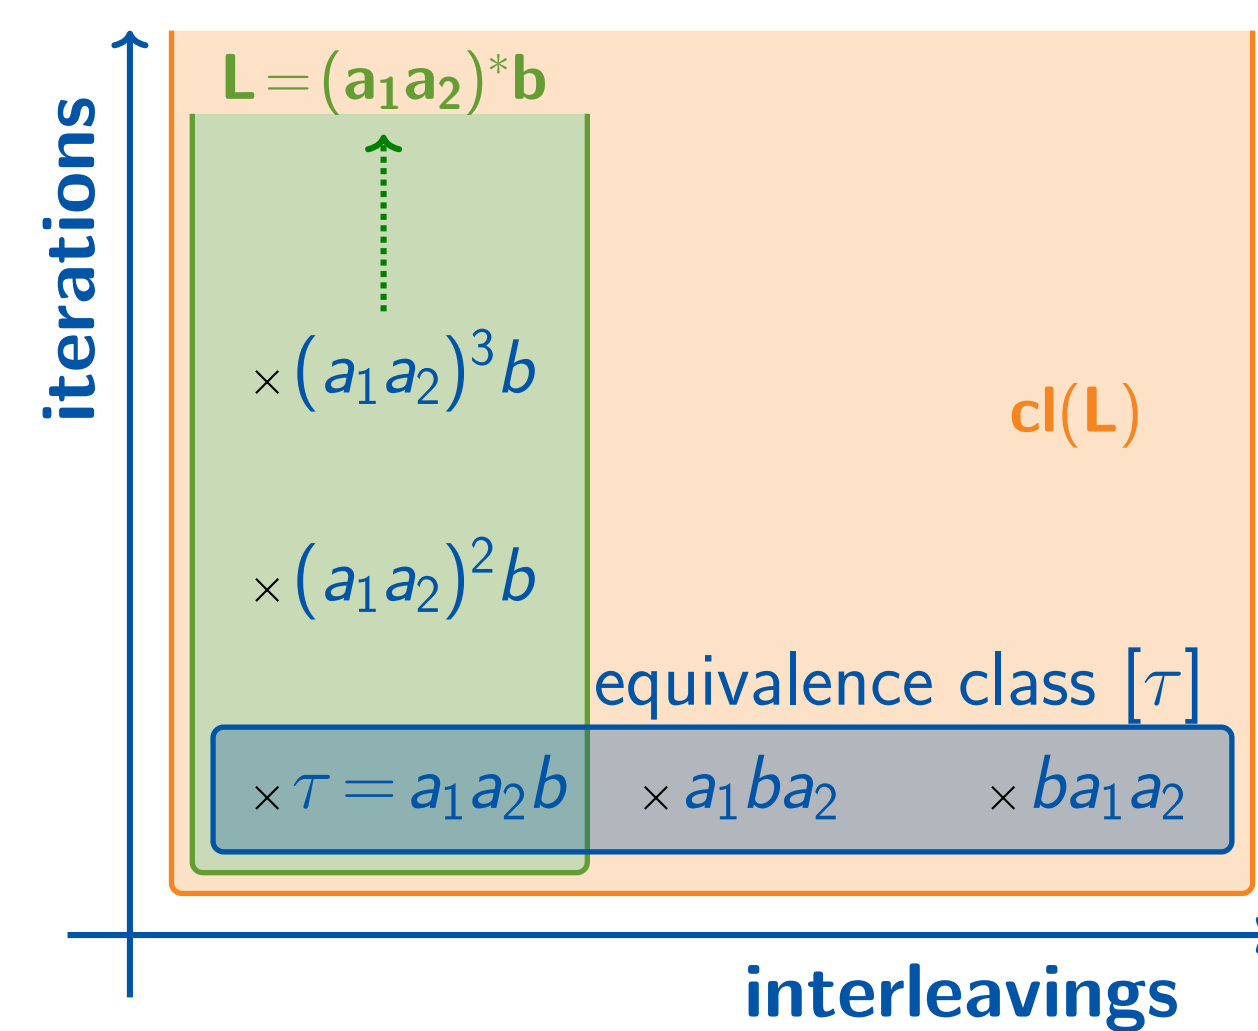 iterations
L = (a₁a₂)*b
× (a₁a₂)³b
cl(L)
× (a₁a₂)²b
equivalence class [τ]
× τ = a₁a₂b × a₁ba₂ × ba₁a₂
interleavings